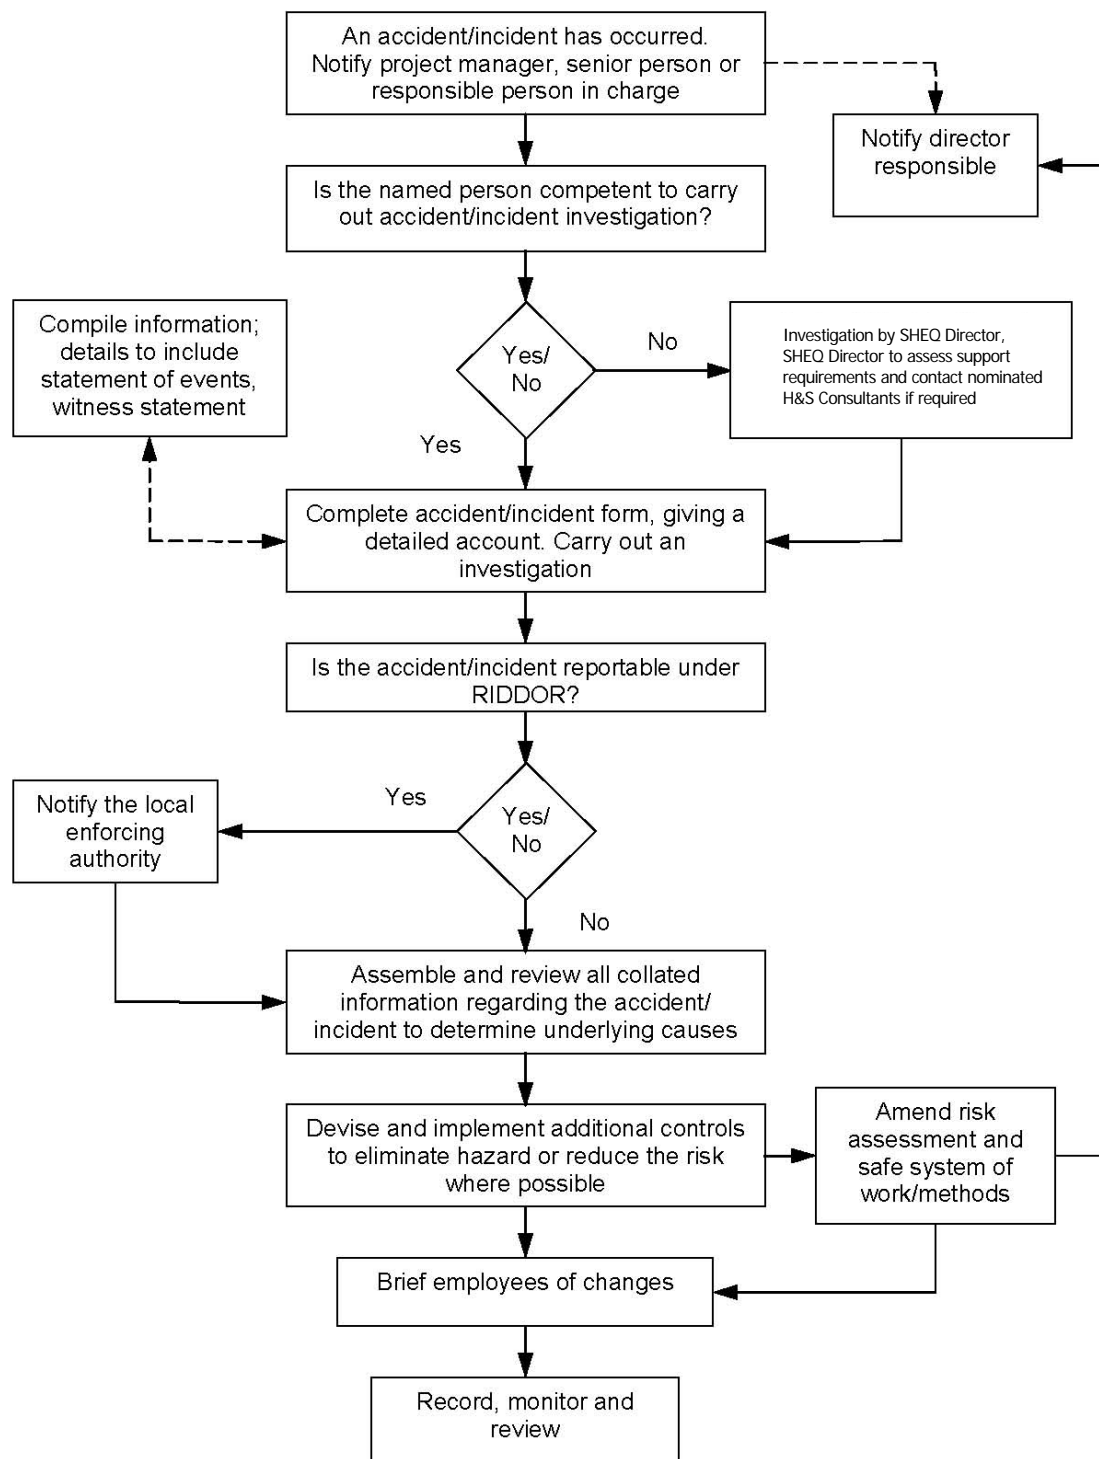 An accident/incident has occurred.
Notify project manager, senior person or
responsible person in charge
Notify director
responsible
Is the named person competent to carry
out accident/incident investigation?
Compile information;
details to include
statement of events,
witness statement
Yes/
No
No
Investigation by SHEQ Director,
SHEQ Director to assess support
requirements and contact nominated
H&S Consultants if required
Yes
Complete accident/incident form, giving a
detailed account. Carry out an
investigation
Is the accident/incident reportable under
RIDDOR?
Notify the local
enforcing
authority
Yes
Yes/
No
No
Assemble and review all collated
information regarding the accident/
incident to determine underlying causes
Devise and implement additional controls
to eliminate hazard or reduce the risk
where possible
Amend risk
assessment and
safe system of
work/methods
Brief employees of changes
Record, monitor and
review